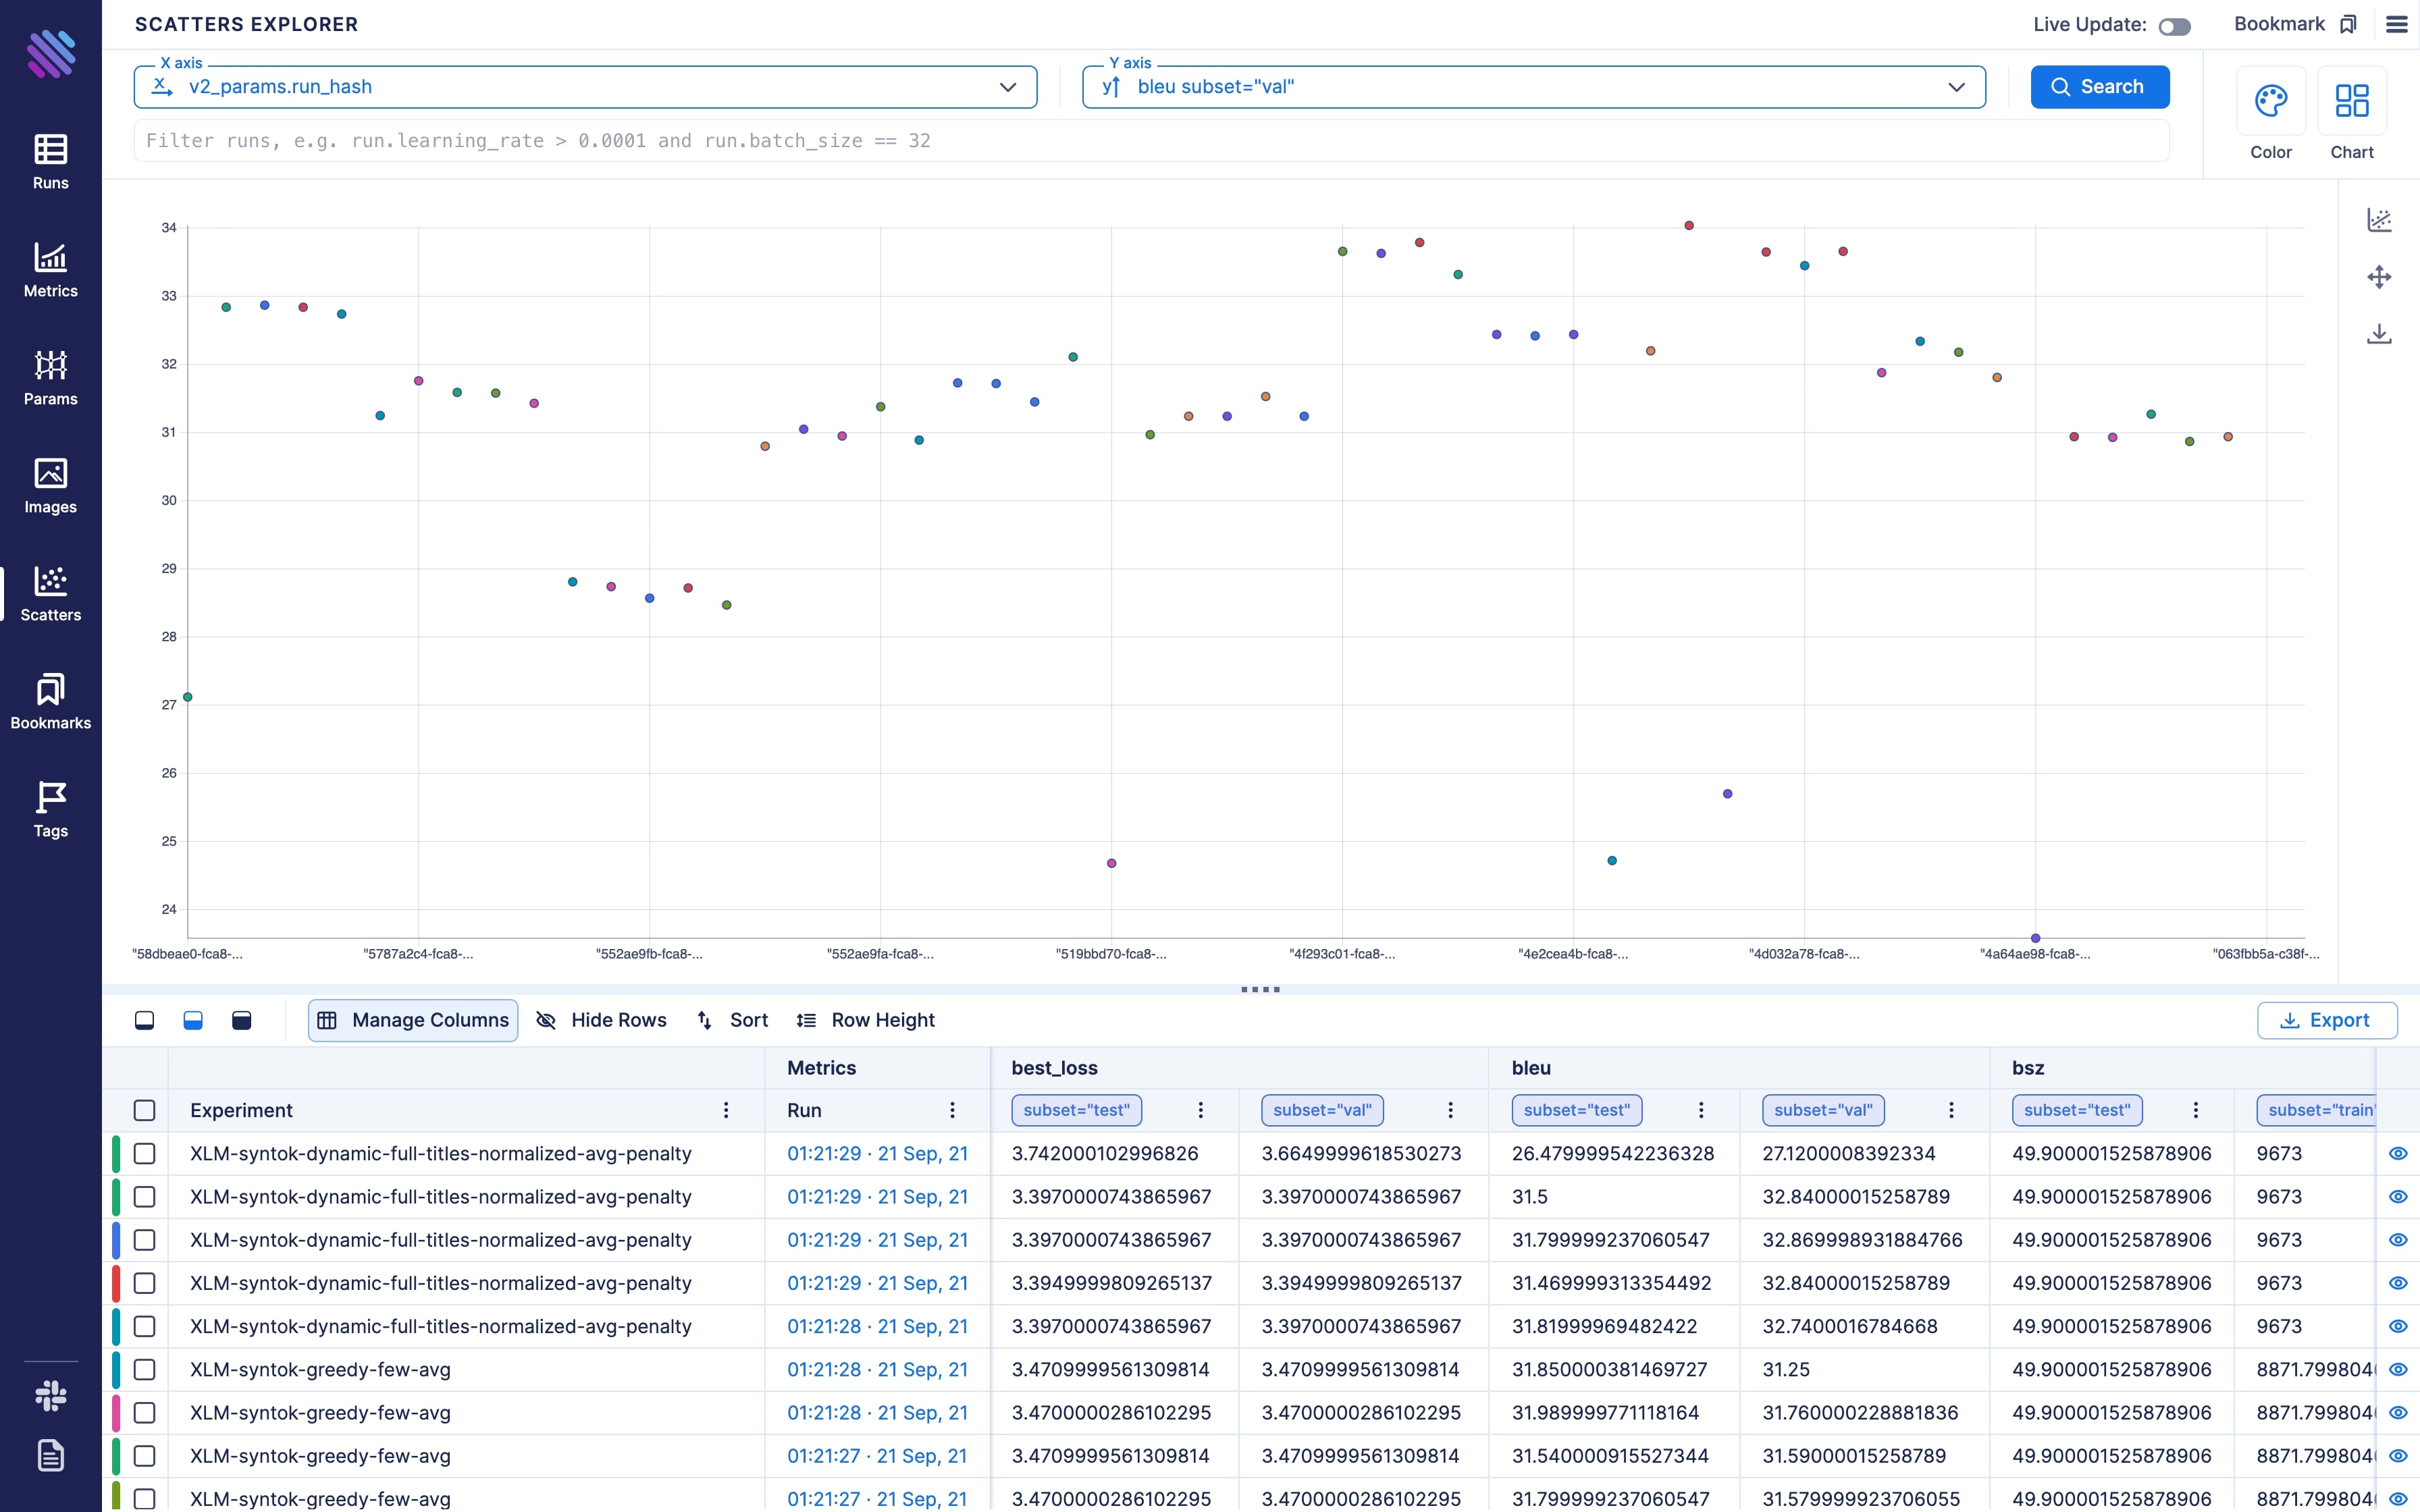 SCATTERS EXPLORER
Live Update:
Bookmark
X axis
v2_params.run_hash
Y axis
bleu subset="val"
Search
Filter runs, e.g. run.learning_rate > 0.0001 and run.batch_size == 32
Color
Chart
Runs
Metrics
Params
Images
Scatters
Bookmarks
Tags
34
33
32
31
30
29
28
27
26
25
24
"58dbeae0-fca8-...
"5787a2c4-fca8-...
"552ae9fb-fca8-...
"552ae9fa-fca8-...
"519bbd70-fca8-...
"4f293c01-fca8-...
"4e2cea4b-fca8-...
"4d032a78-fca8-...
"4a64ae98-fca8-...
"063fbb5a-c38f-...
Manage Columns
Hide Rows
Sort
Row Height
Export
Metrics best_loss bleu bsz
Experiment Run subset="test" subset="val" subset="test" subset="val" subset="test" subset="train"
XLM-syntok-dynamic-full-titles-normalized-avg-penalty 01:21:29 · 21 Sep, 21 3.742000102996826 3.6649999618530273 26.479999542236328 27.1200008392334 49.900001525878906 9673
XLM-syntok-dynamic-full-titles-normalized-avg-penalty 01:21:29 · 21 Sep, 21 3.3970000743865967 3.3970000743865967 31.5 32.84000015258789 49.900001525878906 9673
XLM-syntok-dynamic-full-titles-normalized-avg-penalty 01:21:29 · 21 Sep, 21 3.3970000743865967 3.3970000743865967 31.799999237060547 32.869998931884766 49.900001525878906 9673
XLM-syntok-dynamic-full-titles-normalized-avg-penalty 01:21:29 · 21 Sep, 21 3.3949999809265137 3.3949999809265137 31.469999313354492 32.84000015258789 49.900001525878906 9673
XLM-syntok-dynamic-full-titles-normalized-avg-penalty 01:21:28 · 21 Sep, 21 3.3970000743865967 3.3970000743865967 31.81999969482422 32.7400016784668 49.900001525878906 9673
XLM-syntok-greedy-few-avg 01:21:28 · 21 Sep, 21 3.4709999561309814 3.4709999561309814 31.850000381469727 31.25 49.900001525878906 8871.799804
XLM-syntok-greedy-few-avg 01:21:28 · 21 Sep, 21 3.4700000286102295 3.4700000286102295 31.989999771118164 31.760000228881836 49.900001525878906 8871.799804
XLM-syntok-greedy-few-avg 01:21:27 · 21 Sep, 21 3.4709999561309814 3.4709999561309814 31.540000915527344 31.59000015258789 49.900001525878906 8871.799804
XLM-syntok-greedy-few-avg 01:21:27 · 21 Sep, 21 3.4700000286102295 3.4700000286102295 31.799999237060547 31.579999923706055 49.900001525878906 8871.799804